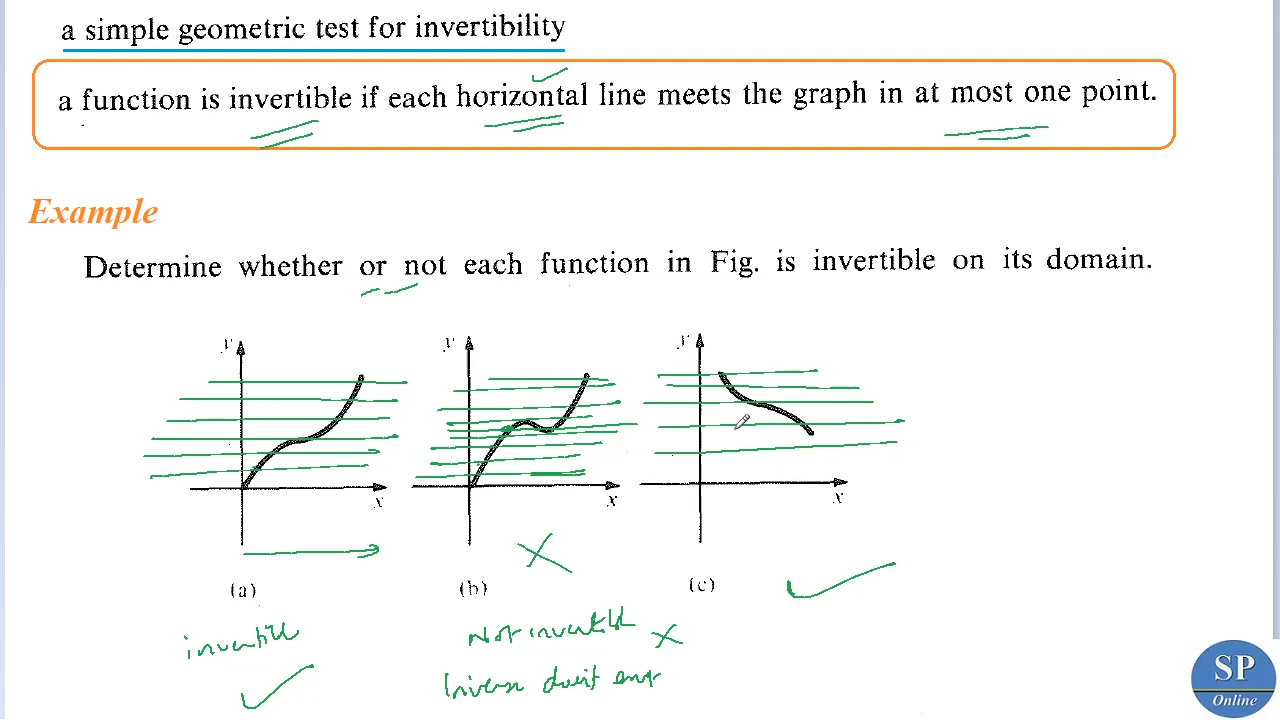 a simple geometric test for invertibility
a function is invertible if each horizontal line meets the graph in at most one point.
Example
Determine whether or not each function in Fig. is invertible on its domain.
y y y
x x x
(a) (b) (c)
Not
SP
Online